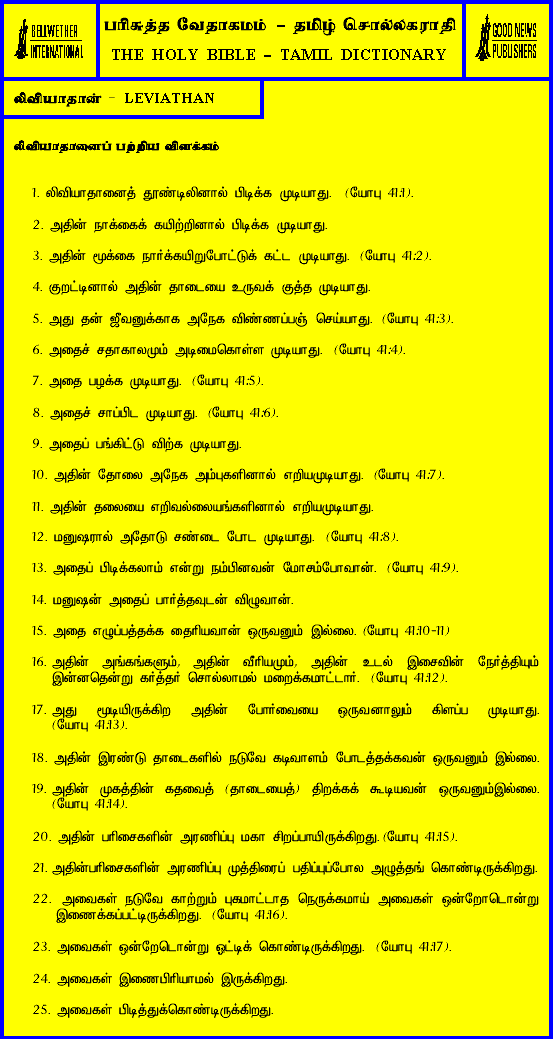 BELLWETHER
INTERNATIONAL
பரிசுத்த வேதாகமம் – தமிழ் சொல்லகராதி
THE HOLY BIBLE – TAMIL DICTIONARY
GOOD NEWS
PUBLISHERS
லிவியாதான் - LEVIATHAN
லிவியாதானைப் பற்றிய விளக்கம்
1. லிவியாதானைத் தூண்டிலினால் பிடிக்க முடியாது. (யோபு 41:1).
2. அதின் நாக்கைக் கயிற்றினால் பிடிக்க முடியாது.
3. அதின் மூக்கை நார்க்கயிறுபோட்டுக் கட்ட முடியாது. (யோபு 41:2).
4. குறட்டினால் அதின் தாடையை உருவக் குத்த முடியாது.
5. அது தன் ஜீவனுக்காக அநேக விண்ணப்பஞ் செய்யாது. (யோபு 41:3).
6. அதைச் சதாகாலமும் அடிமைகொள்ள முடியாது. (யோபு 41:4).
7. அதை பழக்க முடியாது. (யோபு 41:5).
8. அதைச் சாப்பிட முடியாது. (யோபு 41:6).
9. அதைப் பங்கிட்டு விற்க முடியாது.
10. அதின் தோலை அநேக அம்புகளினால் எறியமுடியாது. (யோபு 41:7).
11. அதின் தலையை எறிவல்லையங்களினால் எறியமுடியாது.
12. மனுஷரால் அதோடு சண்டை போட முடியாது. (யோபு 41:8).
13. அதைப் பிடிக்கலாம் என்று நம்பினவன் மோசம்போவான். (யோபு 41:9).
14. மனுஷன் அதைப் பார்த்தவுடன் விழுவான்.
15. அதை எழுப்பத்தக்க தைரியவான் ஒருவனும் இல்லை. (யோபு 41:10-11)
16. அதின் அங்கங்களும், அதின் வீரியமும், அதின் உடல் இசைவின் நேர்த்தியும்
இன்னதென்று கர்த்தர் சொல்லாமல் மறைக்கமாட்டார். (யோபு 41:12).
17. அது மூடியிருக்கிற அதின் போர்வையை ஒருவனாலும் கிளப்ப முடியாது.
(யோபு 41:13).
18. அதின் இரண்டு தாடைகளில் நடுவே கடிவாளம் போடத்தக்கவன் ஒருவனும் இல்லை.
19. அதின் முகத்தின் கதவைத் (தாடையைத்) திறக்கக் கூடியவன் ஒருவனும்இல்லை.
(யோபு 41:14).
20. அதின் பரிசைகளின் அரணிப்பு மகா சிறப்பாயிருக்கிறது. (யோபு 41:15).
21. அதின்பரிசைகளின் அரணிப்பு முத்திரைப் பதிப்புப்போல அழுத்தங் கொண்டிருக்கிறது.
22. அவைகள் நடுவே காற்றும் புகமாட்டாத நெருக்கமாய் அவைகள் ஒன்றோடொன்று
இணைக்கப்பட்டிருக்கிறது. (யோபு 41:16).
23. அவைகள் ஒன்றேடொன்று ஒட்டிக் கொண்டிருக்கிறது. (யோபு 41:17).
24. அவைகள் இணைபிரியாமல் இருக்கிறது.
25. அவைகள் பிடித்துக்கொண்டிருக்கிறது.